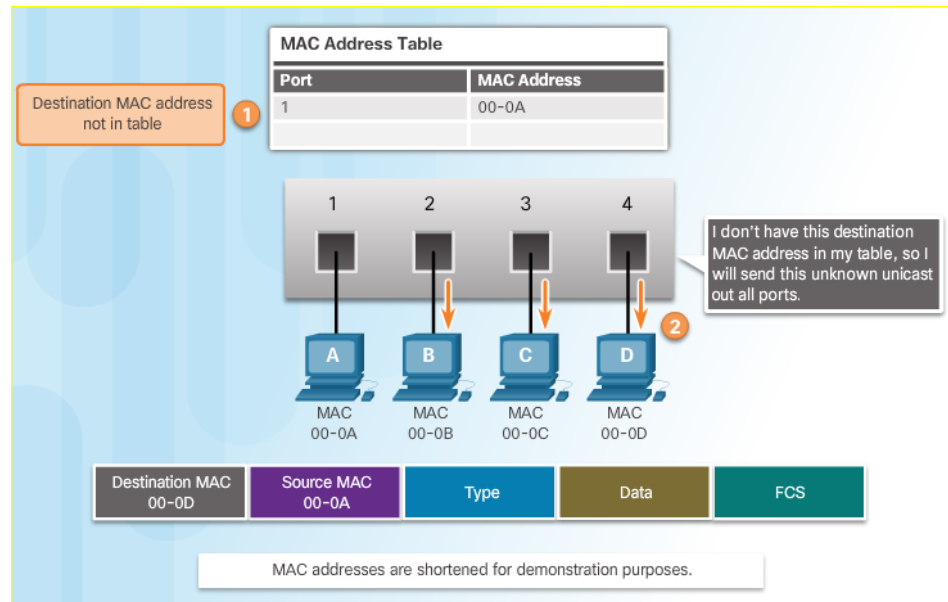 MAC Address Table
Port MAC Address
1 00-0A
Destination MAC address
not in table
1
1 2 3 4
I don't have this destination
MAC address in my table, so I
will send this unknown unicast
out all ports.
2
A B C D
MAC MAC MAC MAC
00-0A 00-0B 00-0C 00-0D
Destination MAC
00-0D
Source MAC
00-0A
Type
Data
FCS
MAC addresses are shortened for demonstration purposes.